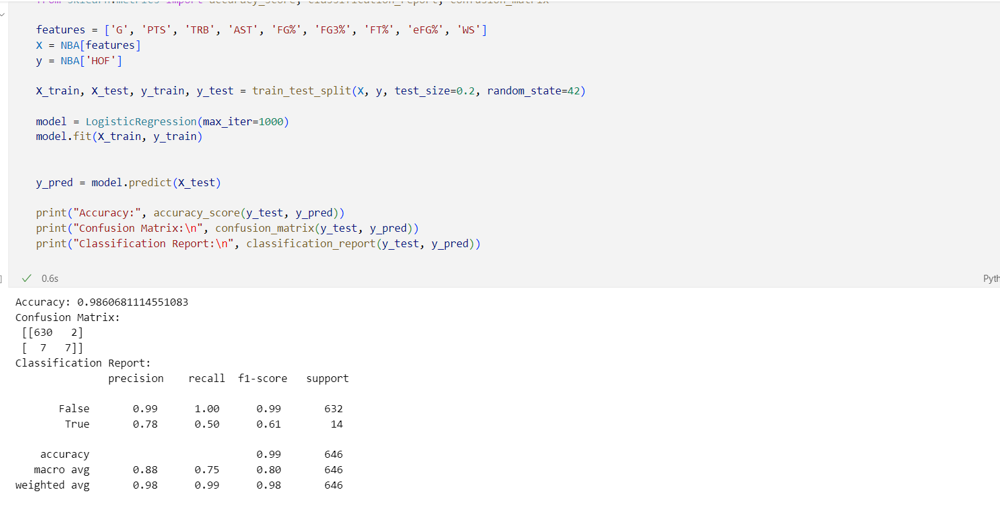 from sklearn.metrics import accuracy_score, classification_report, confusion_matrix
features = ['G', 'PTS', 'TRB', 'AST', 'FG%', 'FG3%', 'FT%', 'eFG%', 'WS']
X = NBA[features]
y = NBA['HOF']
X_train, X_test, y_train, y_test = train_test_split(X, y, test_size=0.2, random_state=42)
model = LogisticRegression(max_iter=1000)
model.fit(X_train, y_train)
y_pred = model.predict(X_test)
print("Accuracy:", accuracy_score(y_test, y_pred))
print("Confusion Matrix:\n", confusion_matrix(y_test, y_pred))
print("Classification Report:\n", classification_report(y_test, y_pred))
] 0.6s Pyth
Accuracy: 0.9860681114551083
Confusion Matrix:
[[630   2]
[  7   7]]
Classification Report:
precision    recall  f1-score   support
False       0.99      1.00      0.99       632
True       0.78      0.50      0.61        14
accuracy                           0.99       646
macro avg       0.88      0.75      0.80       646
weighted avg       0.98      0.99      0.98       646